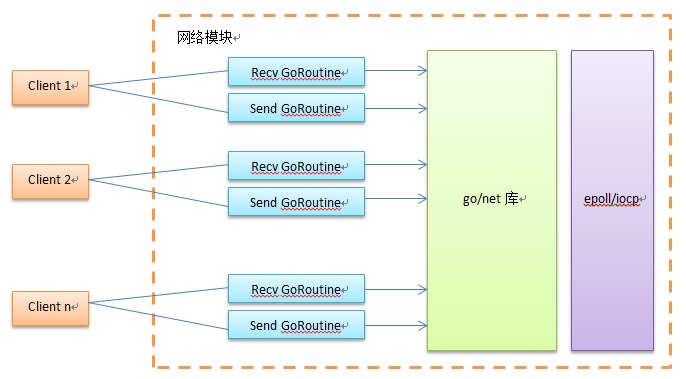 网络模块
Client 1
Recv GoRoutine
Send GoRoutine
Client 2
Recv GoRoutine
Send GoRoutine
go/net 库
epoll/iocp
Client n
Recv GoRoutine
Send GoRoutine